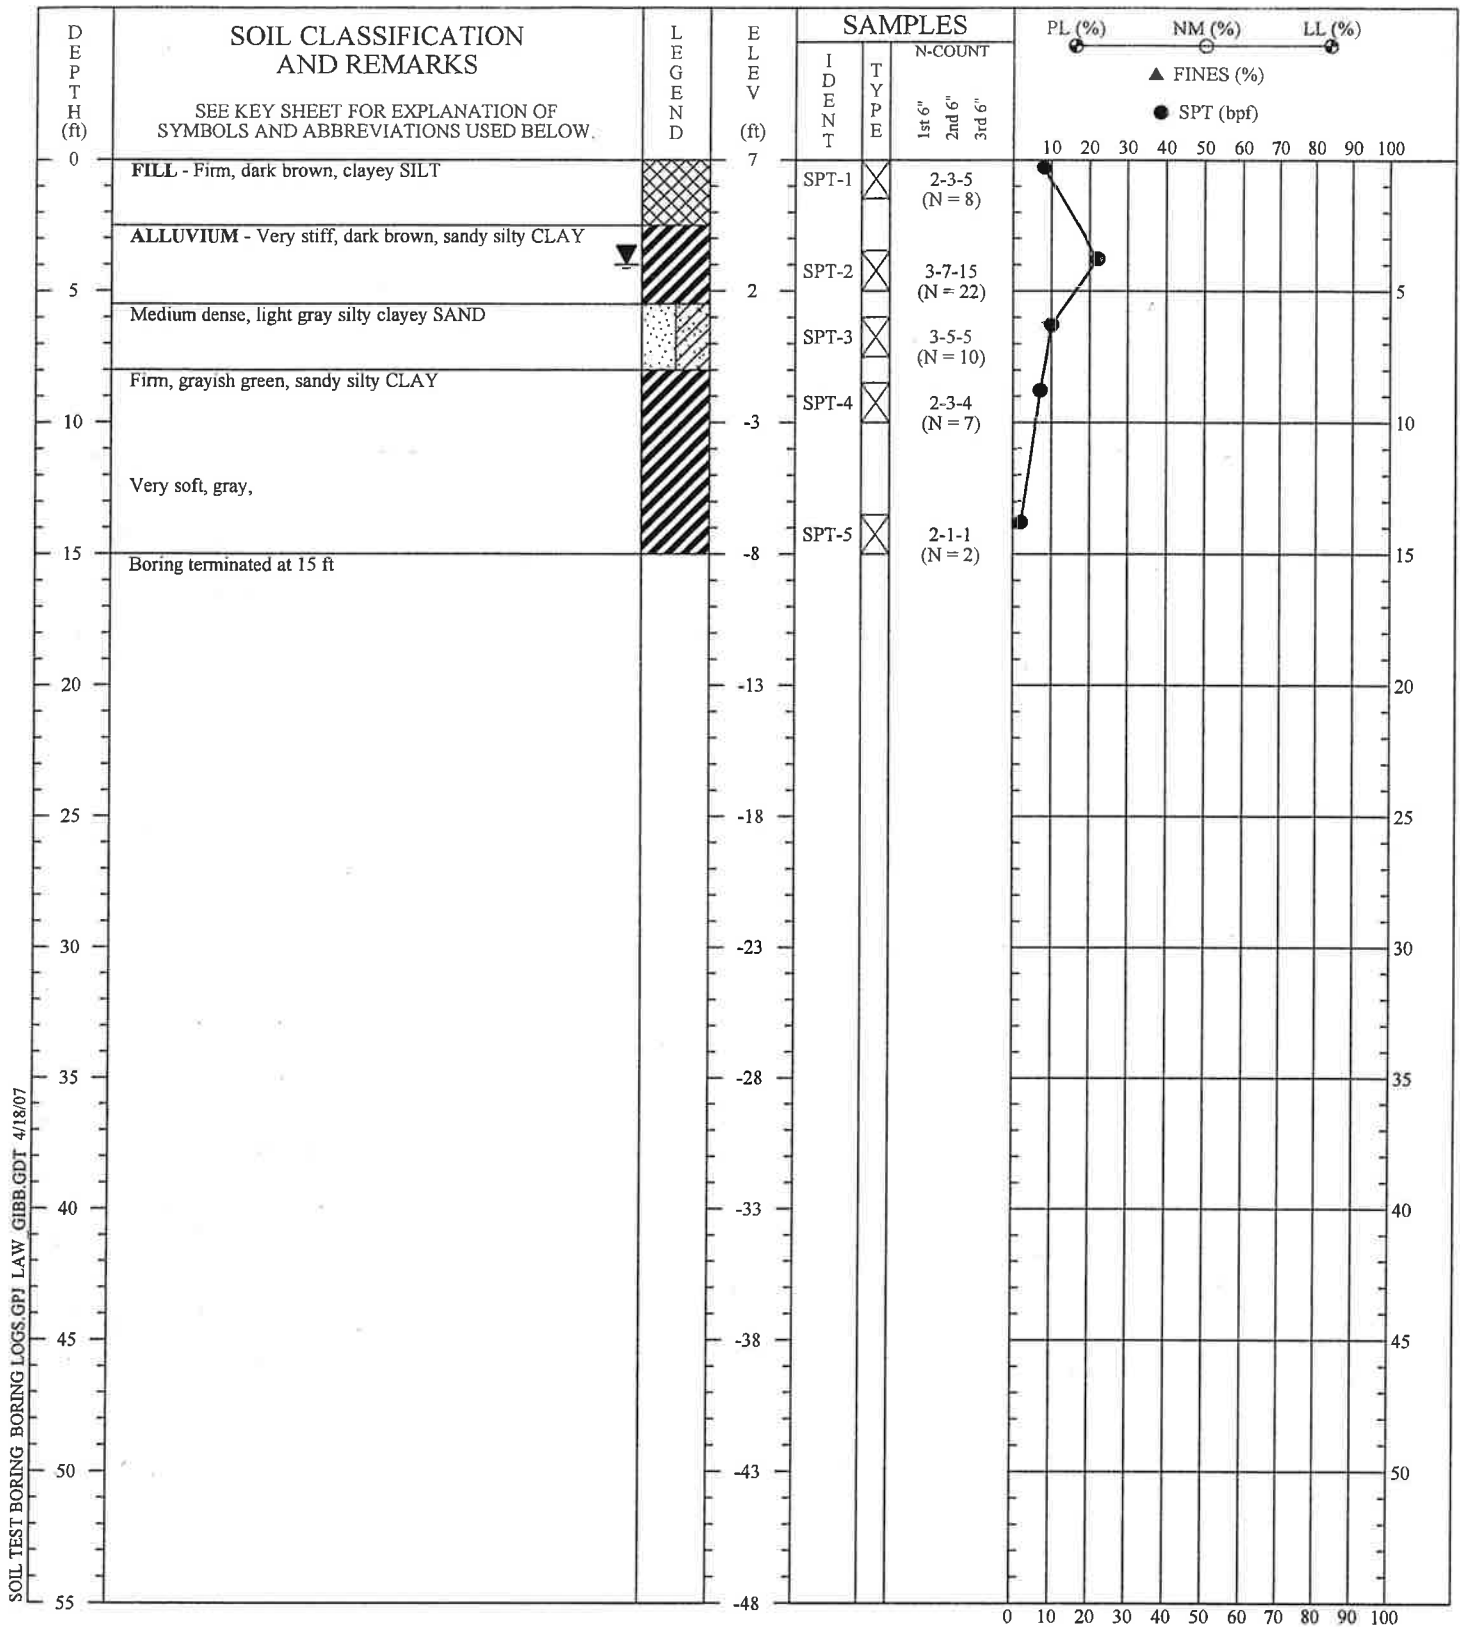 DEPTH (ft)
SOIL CLASSIFICATION
AND REMARKS
SEE KEY SHEET FOR EXPLANATION OF
SYMBOLS AND ABBREVIATIONS USED BELOW.
LEGEND
ELEV (ft)
SAMPLES
IDENT
TYPE
N-COUNT
1st 6"
2nd 6"
3rd 6"
PL (%) NM (%) LL (%)
▲ FINES (%)
● SPT (bpf)
10 20 30 40 50 60 70 80 90 100
0 7
FILL - Firm, dark brown, clayey SILT
SPT-1 2-3-5
(N = 8)
ALLUVIUM - Very stiff, dark brown, sandy silty CLAY
SPT-2 3-7-15
5 2 (N = 22) 5
Medium dense, light gray silty clayey SAND
SPT-3 3-5-5
(N = 10)
Firm, grayish green, sandy silty CLAY
SPT-4 2-3-4
10 -3 (N = 7) 10
Very soft, gray,
SPT-5 2-1-1
15 -8 (N = 2) 15
Boring terminated at 15 ft
20 -13 20
25 -18 25
30 -23 30
35 -28 35
40 -33 40
45 -38 45
50 -43 50
55 -48
0 10 20 30 40 50 60 70 80 90 100
SOIL TEST BORING BORING LOGS.GPJ LAW_GIBB.GDT 4/18/07